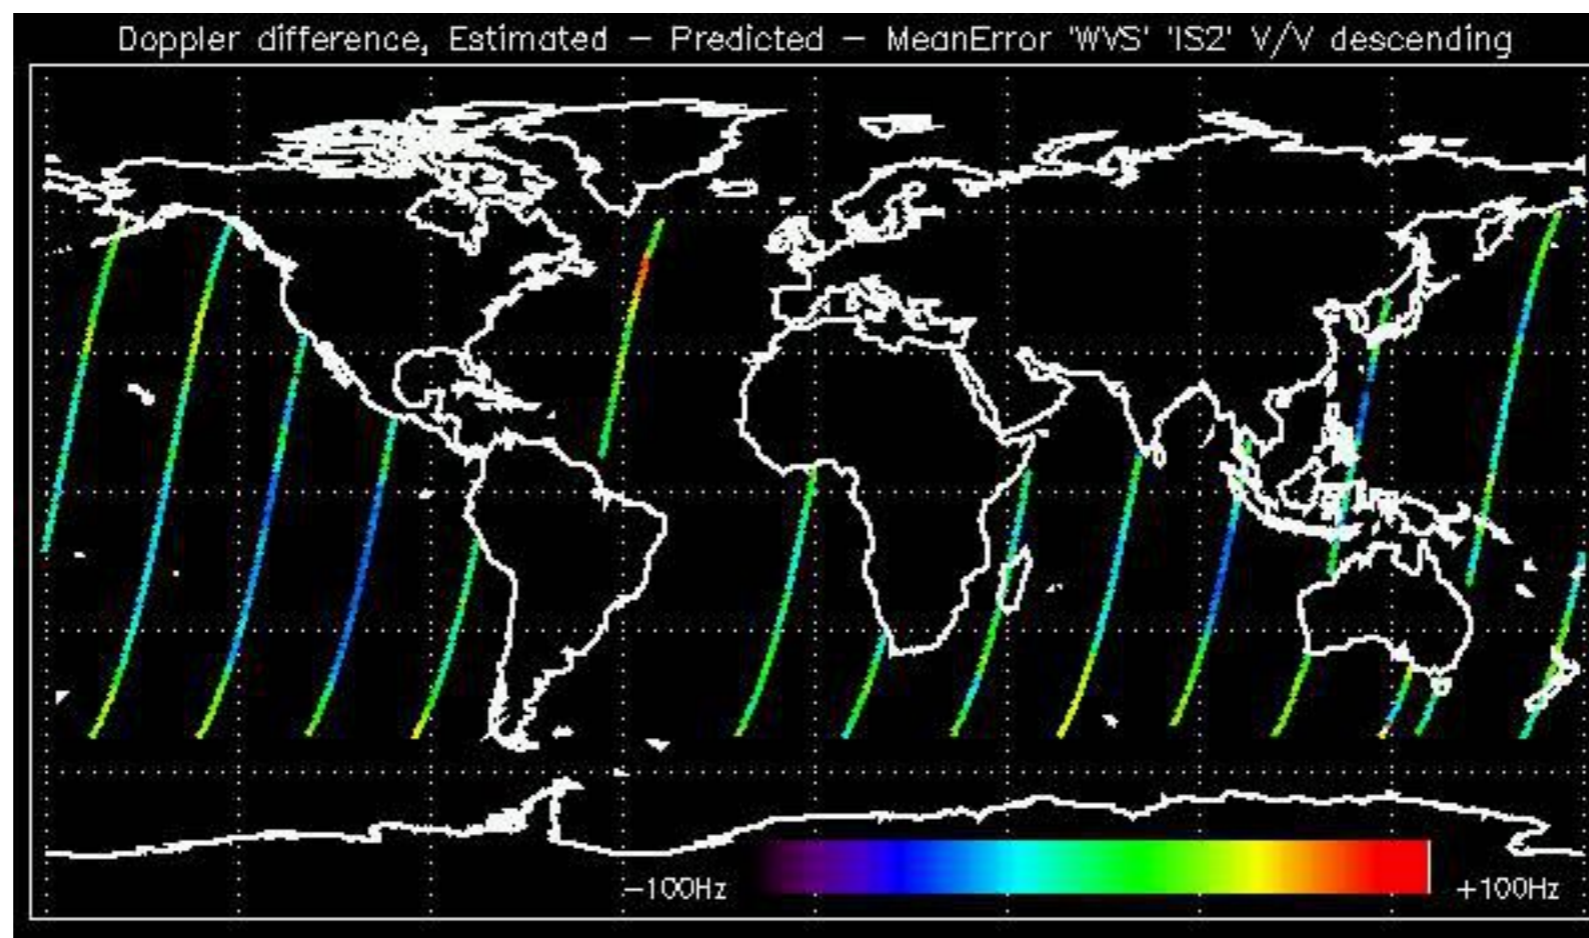 Doppler difference, Estimated - Predicted - MeanError 'WVS' 'IS2' V/V descending
-100Hz +100Hz